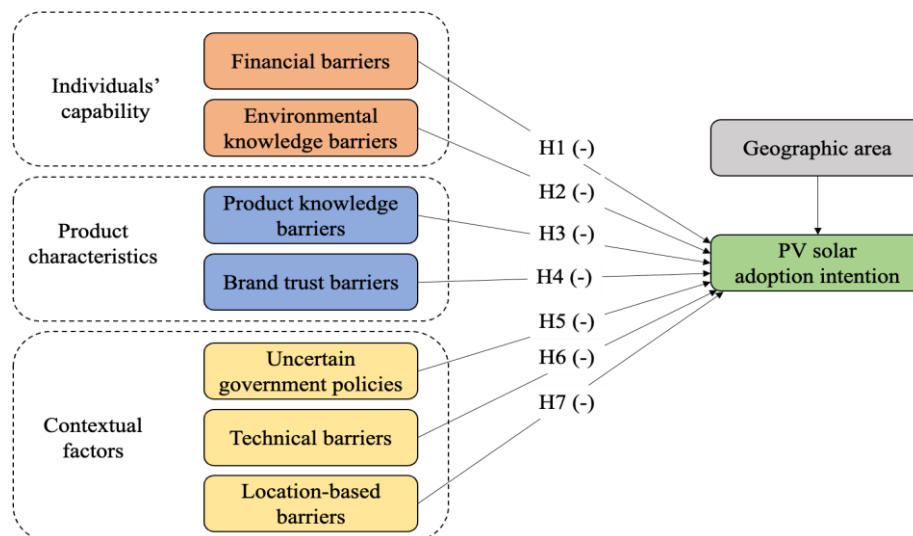 Individuals'
capability
Financial barriers
Environmental
knowledge barriers
Product
characteristics
Product knowledge
barriers
Brand trust barriers
Contextual
factors
Uncertain
government policies
Technical barriers
Location-based
barriers
H1 (-)
H2 (-)
H3 (-)
H4 (-)
H5 (-)
H6 (-)
H7 (-)
Geographic area
PV solar
adoption intention